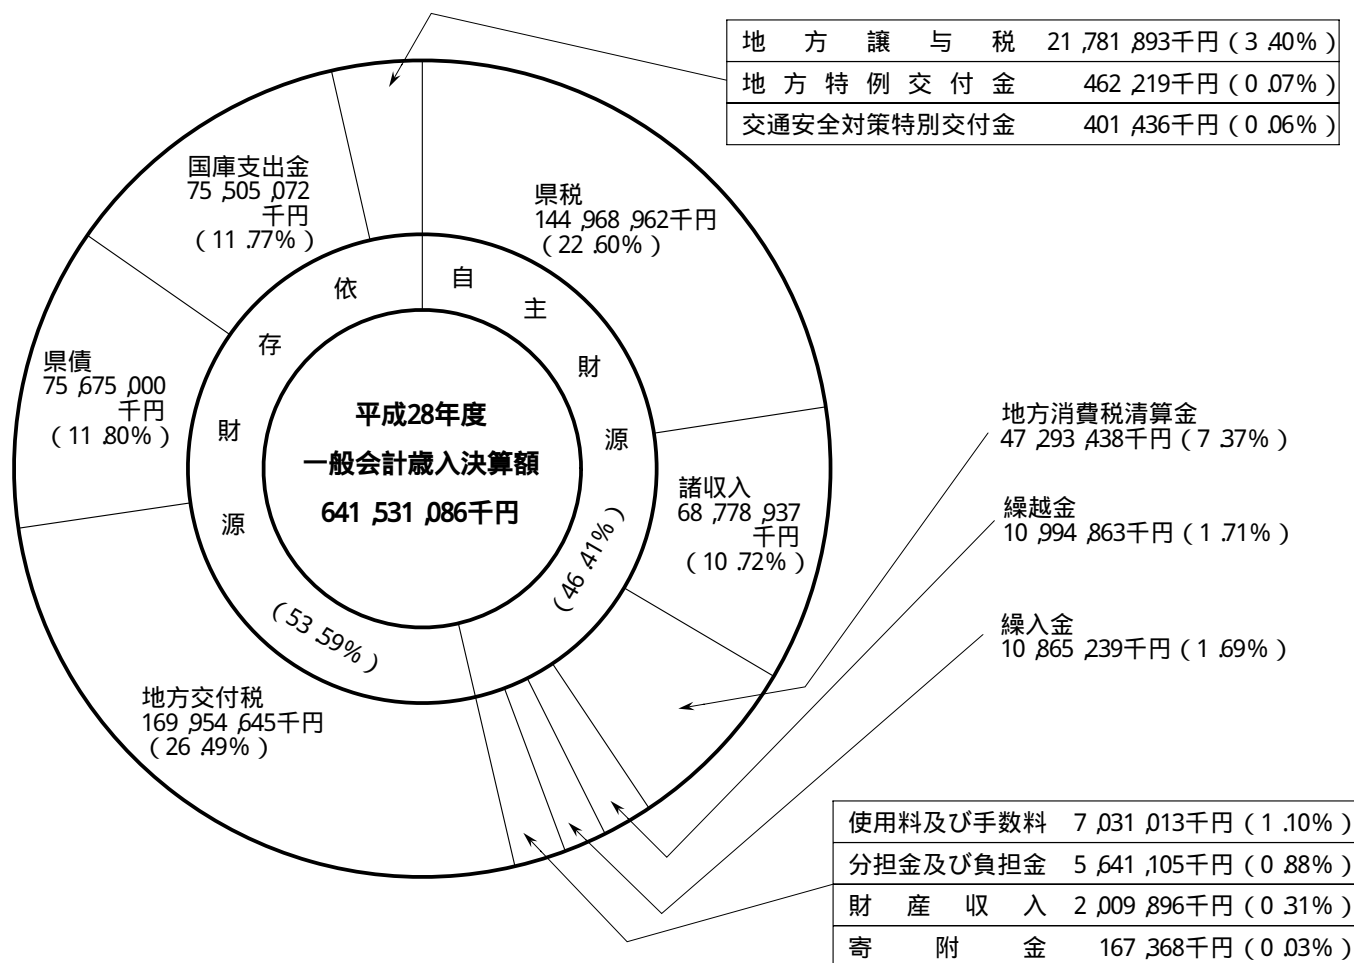 地方譲与税 21,781,893千円(3.40%)
地方特例交付金 462,219千円(0.07%)
交通安全対策特別交付金 401,436千円(0.06%)
国庫支出金
75,505,072
千円
(11.77%)
県税
144,968,962千円
(22.60%)
県債
75,675,000
千円
(11.80%)
依存財源
(53.59%)
自主財源
(46.41%)
平成28年度
一般会計歳入決算額
641,531,086千円
諸収入
68,778,937
千円
(10.72%)
地方消費税清算金
47,293,438千円(7.37%)
繰越金
10,994,863千円(1.71%)
繰入金
10,865,239千円(1.69%)
地方交付税
169,954,645千円
(26.49%)
使用料及び手数料 7,031,013千円(1.10%)
分担金及び負担金 5,641,105千円(0.88%)
財産収入 2,009,896千円(0.31%)
寄附金 167,368千円(0.03%)